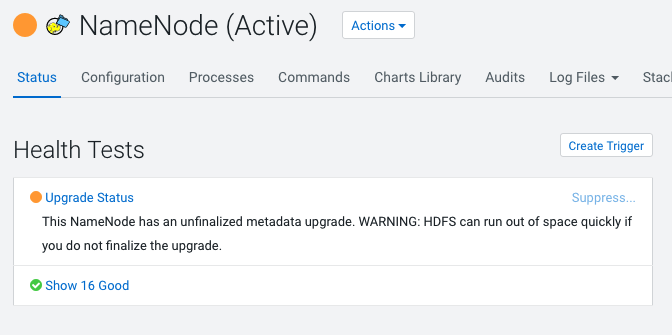 NameNode (Active)
Actions
Status Configuration Processes Commands Charts Library Audits Log Files Stac
Health Tests
Create Trigger
Upgrade Status Suppress...
This NameNode has an unfinalized metadata upgrade. WARNING: HDFS can run out of space quickly if
you do not finalize the upgrade.
Show 16 Good